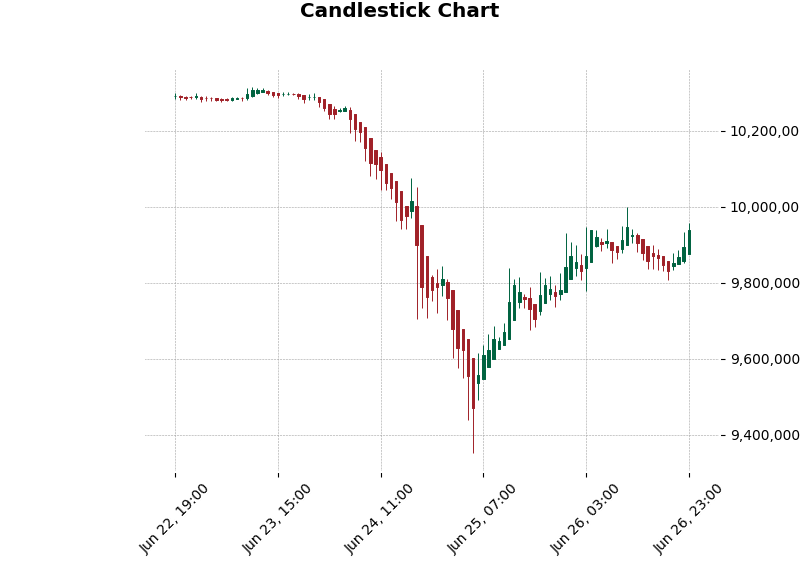 Candlestick Chart
10,200,00
10,000,00
9,800,000
9,600,000
9,400,000
Jun 22, 19:00
Jun 23, 15:00
Jun 24, 11:00
Jun 25, 07:00
Jun 26, 03:00
Jun 26, 23:00